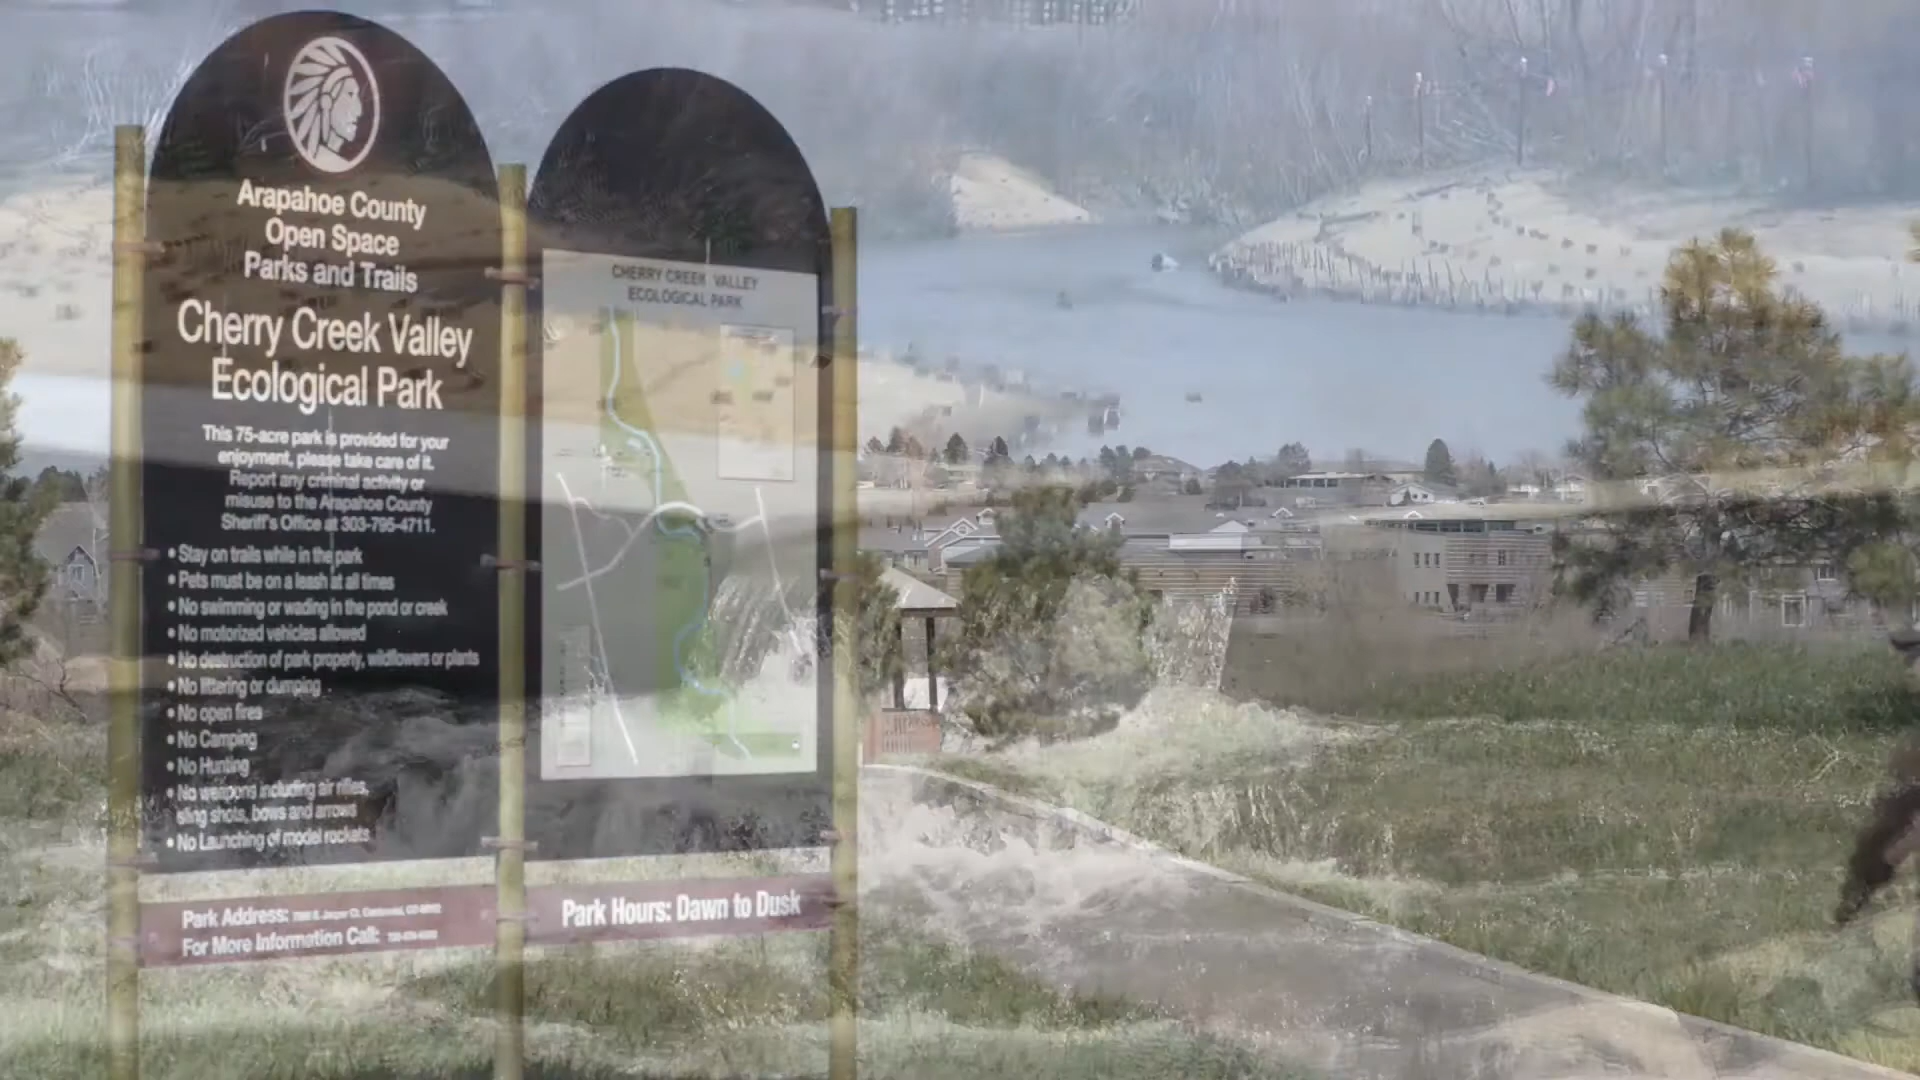 Arapahoe County
Open Space
Parks and Trails
Cherry Creek Valley
Ecological Park
This 75-acre park is provided for your
enjoyment, please take care of it.
Report any criminal activity or
misuse to the Arapahoe County
Sheriff's Office at 303-795-4711.
• Stay on trails while in the park
• Pets must be on a leash at all times
• No swimming or wading in the pond or creek
• No motorized vehicles allowed
• No destruction of park property, wildflowers or plants
• No littering or dumping
• No open fires
• No Camping
• No Hunting
• No weapons including air rifles,
sling shots, bows and arrows
• No Launching of model rockets
Park Address:
For More Information Call:
CHERRY CREEK VALLEY
ECOLOGICAL PARK
Park Hours: Dawn to Dusk